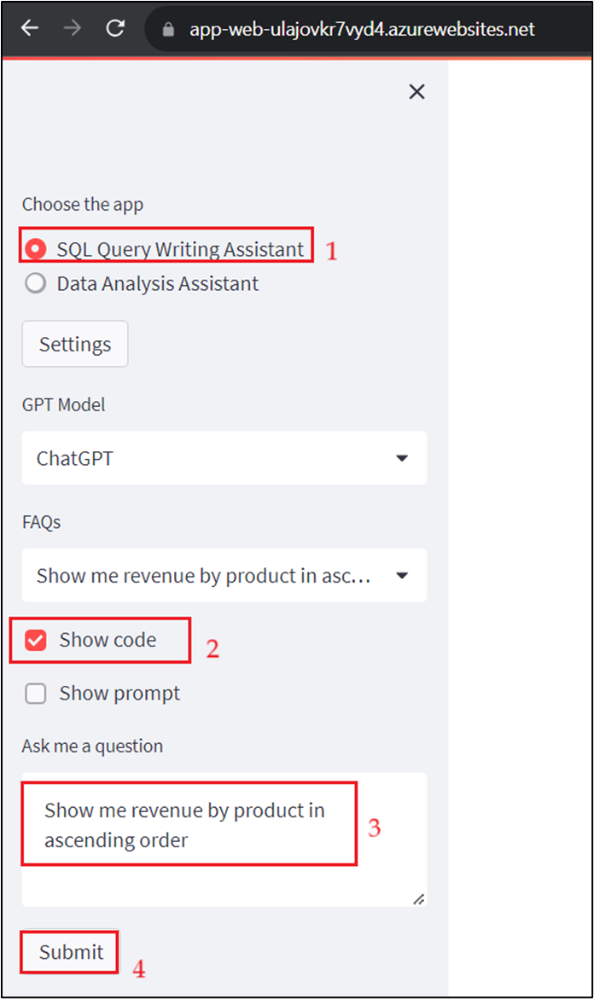 app-web-ulajovkr7vyd4.azurewebsites.net
Choose the app
SQL Query Writing Assistant 1
Data Analysis Assistant
Settings
GPT Model
ChatGPT
FAQs
Show me revenue by product in asc...
Show code 2
Show prompt
Ask me a question
Show me revenue by product in
ascending order 3
Submit 4